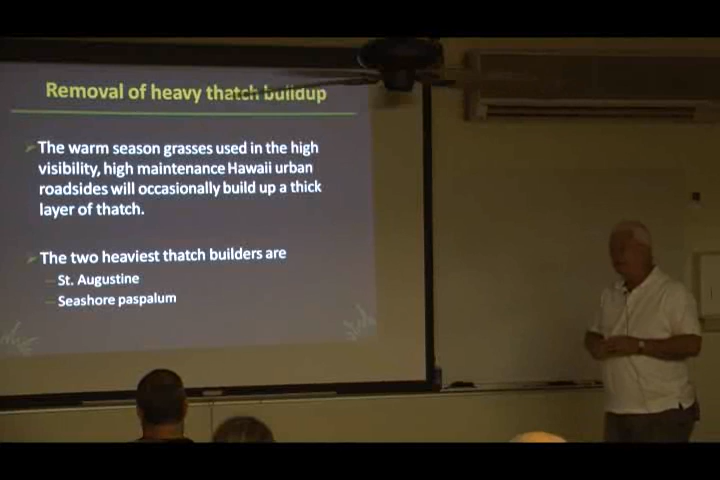 Removal of heavy thatch buildup
The warm season grasses used in the high
visibility, high maintenance Hawaii urban
roadsides will occasionally build up a thick
layer of thatch.
The two heaviest thatch builders are
– St. Augustine
– Seashore paspalum